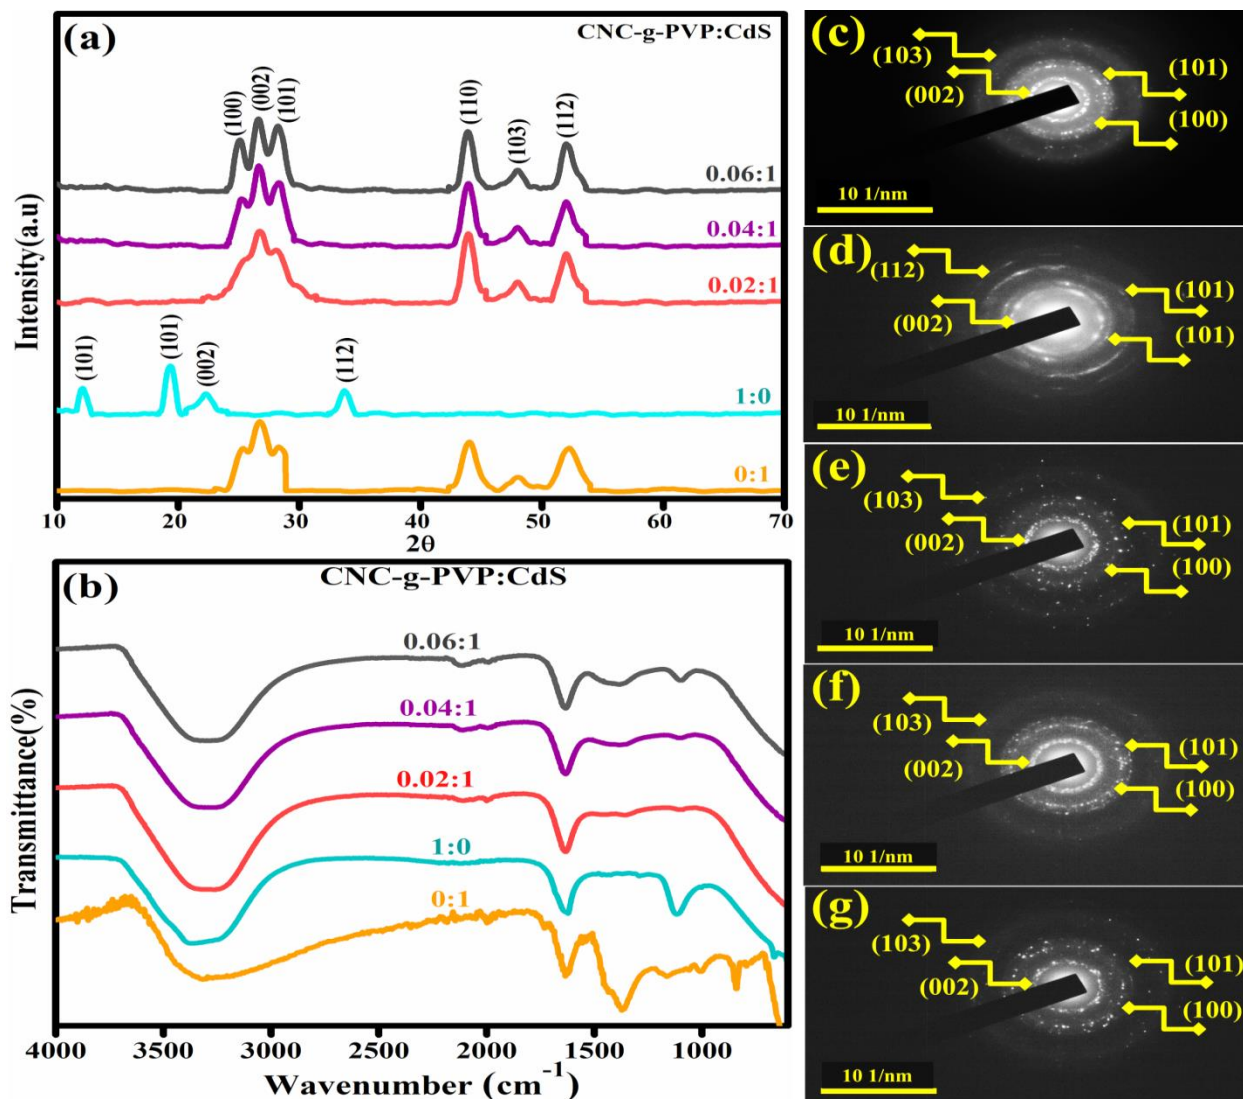 (a)
CNC-g-PVP:CdS
(100)
(002)
(101)
(110)
(103)
(112)
0.06:1
0.04:1
0.02:1
(101)
(101)
(002)
(112)
1:0
0:1
Intensity(a.u)
10 20 30 40 50 60 70
2θ
(b)
CNC-g-PVP:CdS
0.06:1
0.04:1
0.02:1
1:0
0:1
Transmittance(%)
4000 3500 3000 2500 2000 1500 1000
Wavenumber (cm⁻¹)
(c)
(103)
(002)
(101)
(100)
10 1/nm
(d)
(112)
(002)
(101)
(101)
10 1/nm
(e)
(103)
(002)
(101)
(100)
10 1/nm
(f)
(103)
(002)
(101)
(100)
10 1/nm
(g)
(103)
(002)
(101)
(100)
10 1/nm